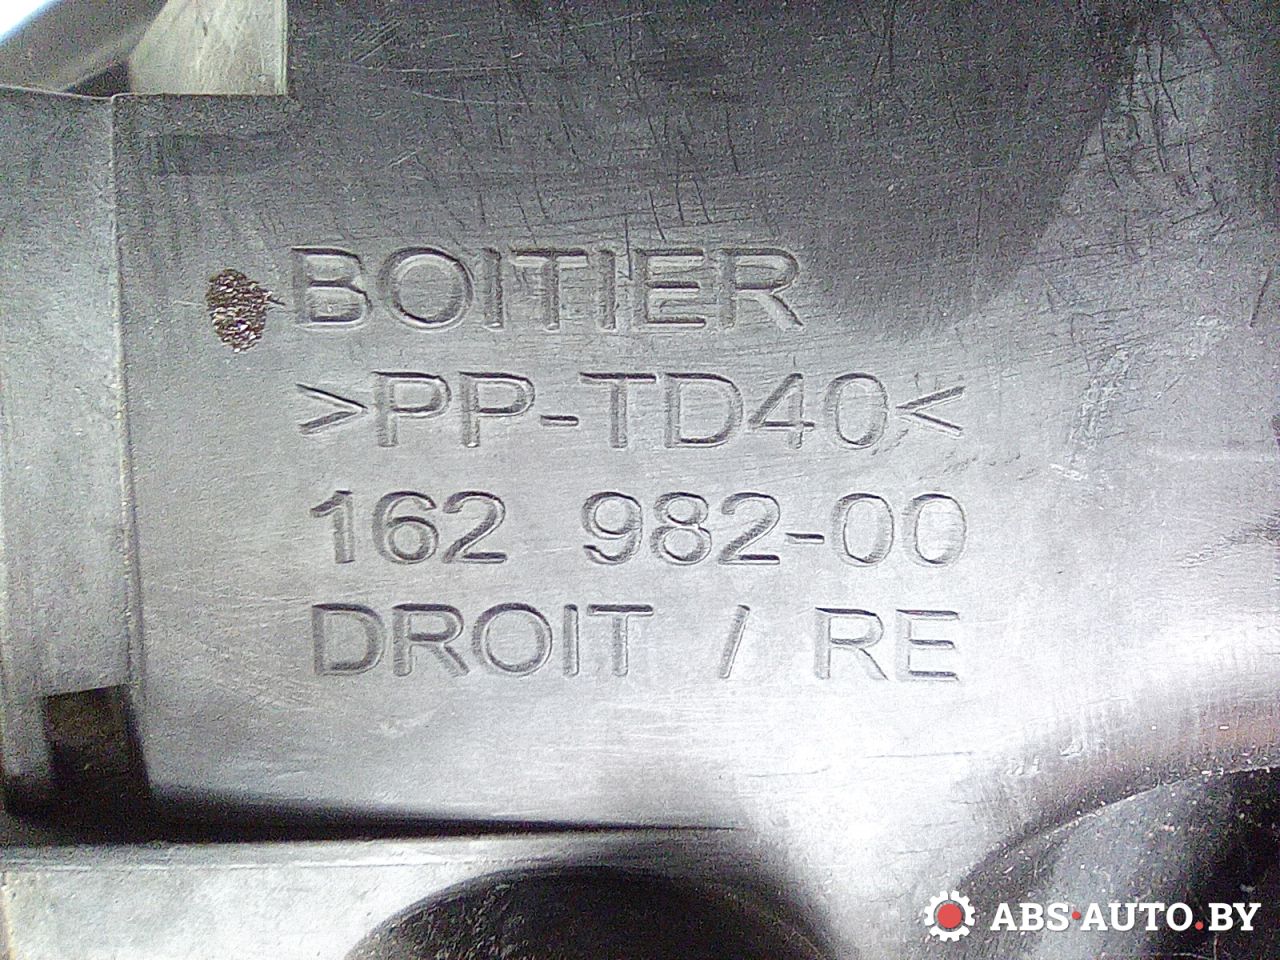 BOITIER
>PP-TD40<
162 982-00
DROIT / RE
ABS·AUTO.BY